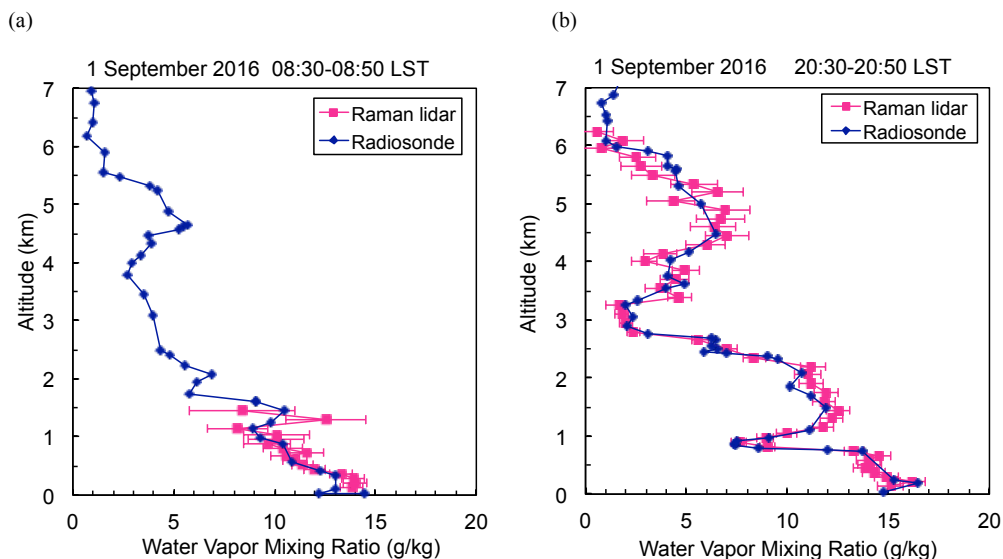 (a)
1 September 2016 08:30-08:50 LST
7
6
5
4
3
2
1
0
Altitude (km)
Raman lidar
Radiosonde
0 5 10 15 20
Water Vapor Mixing Ratio (g/kg)
(b)
1 September 2016 20:30-20:50 LST
7
6
5
4
3
2
1
0
Altitude (km)
Raman lidar
Radiosonde
0 5 10 15 20
Water Vapor Mixing Ratio (g/kg)